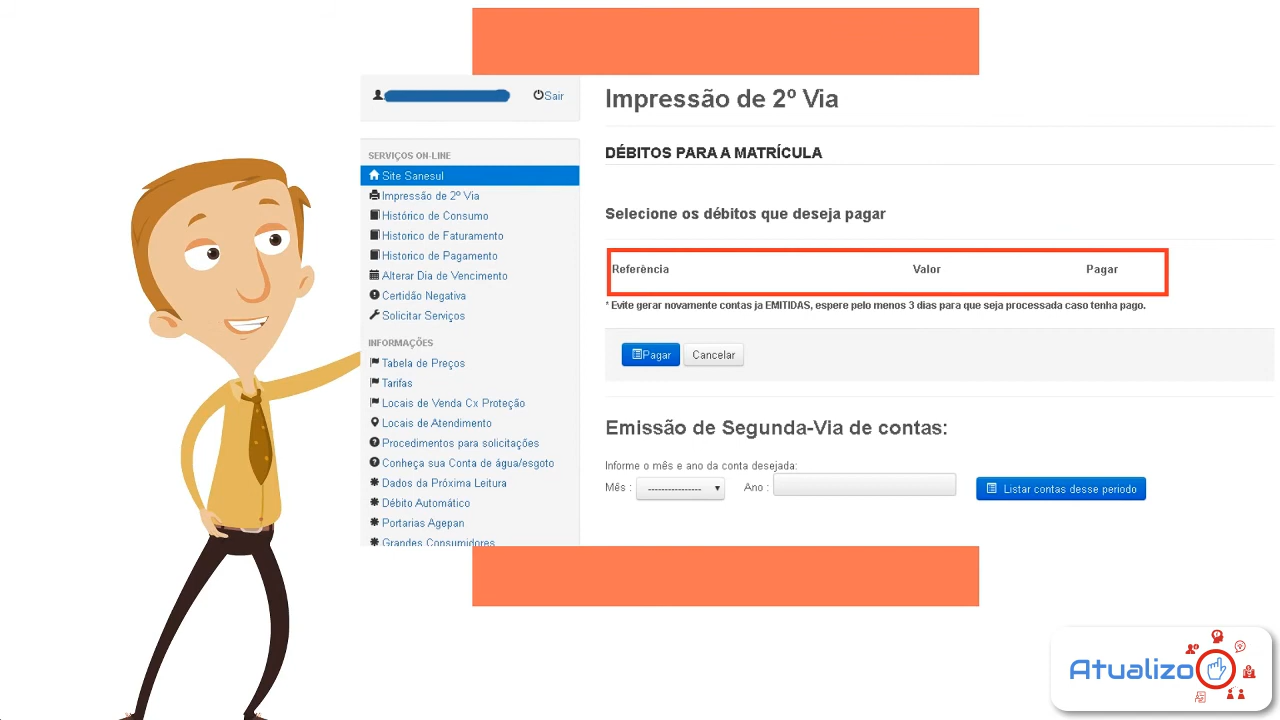 Sair
SERVIÇOS ON-LINE
Site Sanesul
Impressão de 2º Via
Histórico de Consumo
Historico de Faturamento
Historico de Pagamento
Alterar Dia de Vencimento
Certidão Negativa
Solicitar Serviços
INFORMAÇÕES
Tabela de Preços
Tarifas
Locais de Venda Cx Proteção
Locais de Atendimento
Procedimentos para solicitações
Conheça sua Conta de água/esgoto
Dados da Próxima Leitura
Débito Automático
Portarias Agepan
Grandes Consumidores
Impressão de 2º Via
DÉBITOS PARA A MATRÍCULA
Selecione os débitos que deseja pagar
Referência Valor Pagar
* Evite gerar novamente contas ja EMITIDAS, espere pelo menos 3 dias para que seja processada caso tenha pago.
Pagar Cancelar
Emissão de Segunda-Via de contas:
Informe o mês e ano da conta desejada:
Mês : ---------------- Ano : Listar contas desse periodo
Atualizo